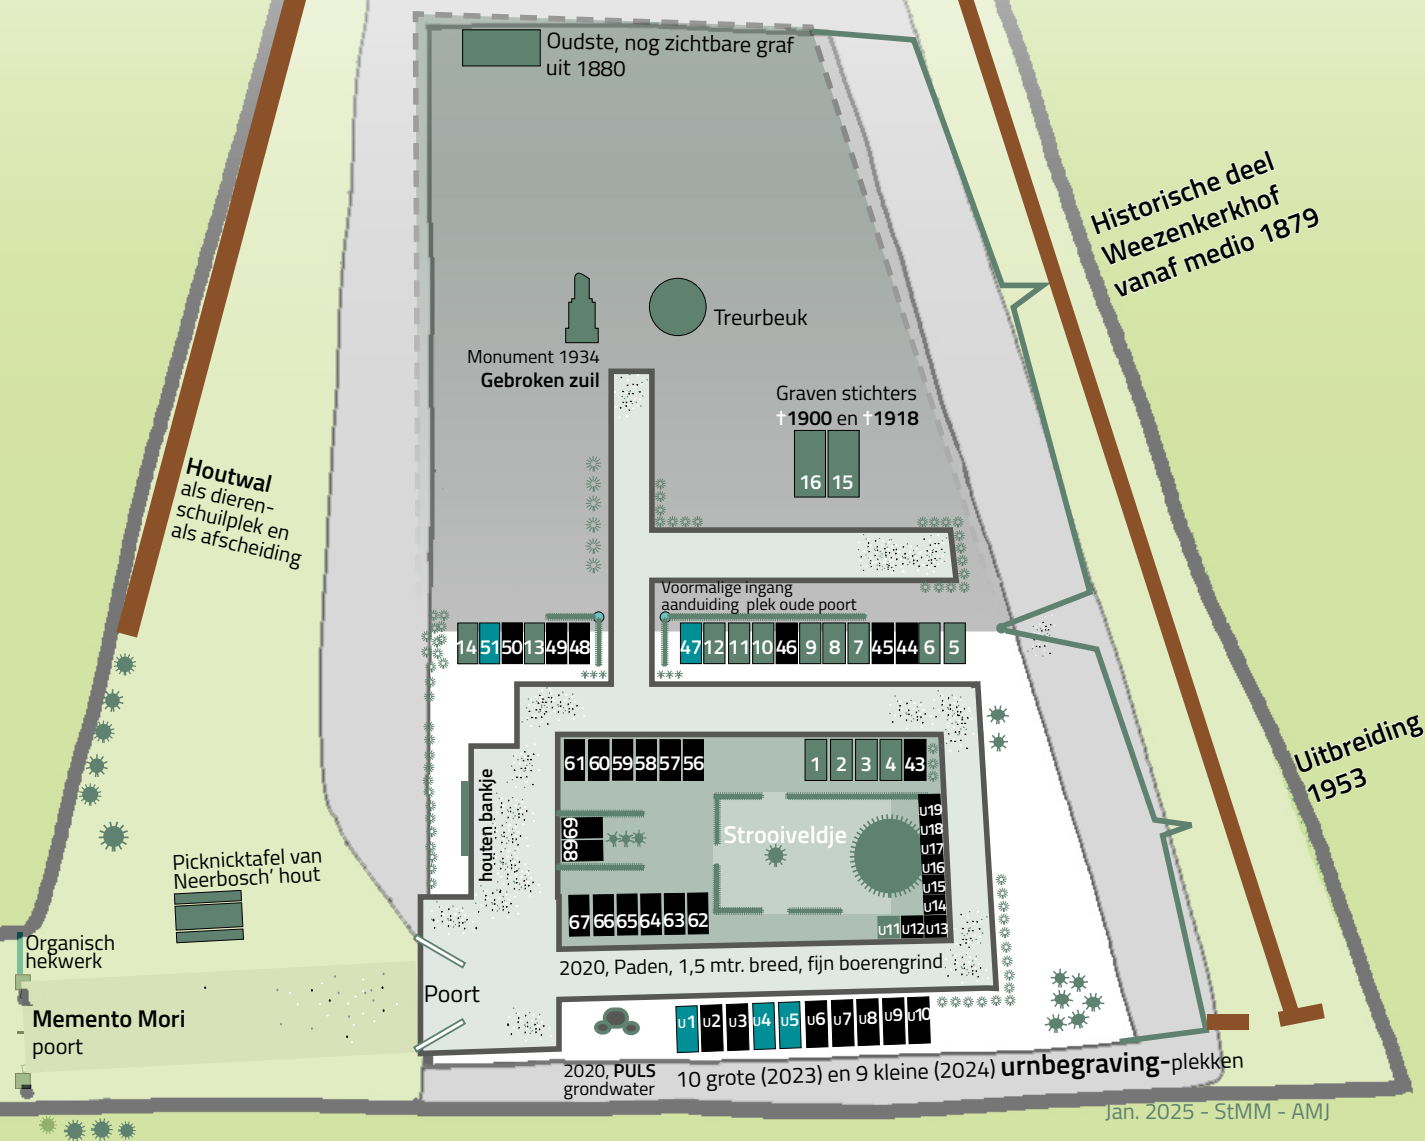 Oudste, nog zichtbare graf
uit 1880
Historische deel
Weezenkerkhof
vanaf medio 1879
Treurbeuk
Monument 1934
Gebroken zuil
Graven stichters
†1900 en †1918
16 15
Houtwal
als dieren-
schuilplek en
als afscheiding
Voormalige ingang
aanduiding plek oude poort
14 51 50 13 49 48
47 12 11 10 46 9 8 7 45 44 6 5
Uitbreiding
1953
61 60 59 58 57 56
1 2 3 4 43
houten bankje
69
68
Strooiveldje
U19
U18
U17
U16
U15
U14
U11 U12 U13
67 66 65 64 63 62
Picknicktafel van
Neerbosch' hout
Organisch
hekwerk
2020, Paden, 1,5 mtr. breed, fijn boerengrind
Poort
Memento Mori
poort
U1 U2 U3 U4 U5 U6 U7 U8 U9 U10
2020, PULS
grondwater
10 grote (2023) en 9 kleine (2024) urnbegraving-plekken
Jan. 2025 - StMM - AMJ